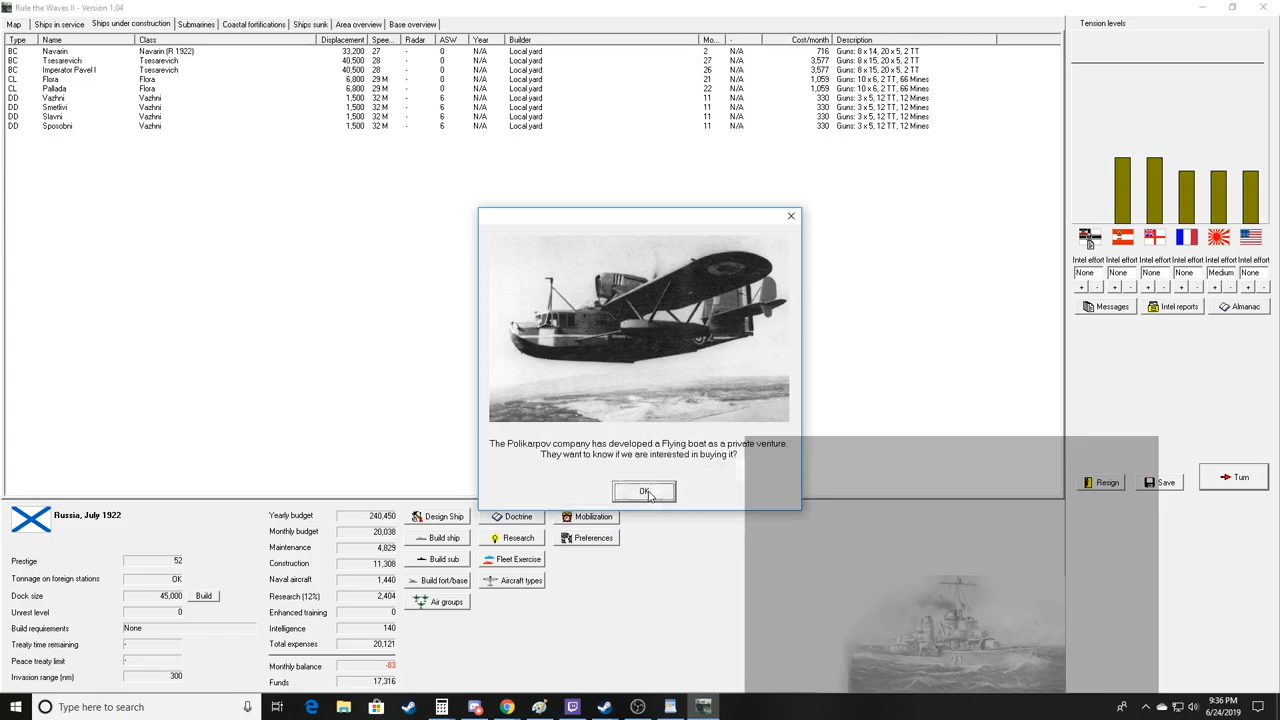 Rule the Waves II - Version 1.04
Map Ships in service Ships under construction Submarines Coastal fortifications Ships sunk Area overview Base overview
Type Name Class Displacement Spee... Radar ASW Year Builder Mo... - Cost/month Description
BC Navarin Navarin (R 1922) 33,200 27 - 0 N/A Local yard 2 N/A 716 Guns: 8 x 14, 20 x 5, 2 TT
BC Tsesarevich Tsesarevich 40,500 28 - 0 N/A Local yard 27 N/A 3,577 Guns: 8 x 15, 20 x 5, 2 TT
BC Imperator Pavel I Tsesarevich 40,500 28 - 0 N/A Local yard 26 N/A 3,577 Guns: 8 x 15, 20 x 5, 2 TT
CL Flora Flora 6,800 29 M - 0 N/A Local yard 21 N/A 1,059 Guns: 10 x 6, 2 TT, 66 Mines
CL Pallada Flora 6,800 29 M - 0 N/A Local yard 22 N/A 1,059 Guns: 10 x 6, 2 TT, 66 Mines
DD Vazhni Vazhni 1,500 32 M - 6 N/A Local yard 11 N/A 330 Guns: 3 x 5, 12 TT, 12 Mines
DD Smetlivi Vazhni 1,500 32 M - 6 N/A Local yard 11 N/A 330 Guns: 3 x 5, 12 TT, 12 Mines
DD Slavni Vazhni 1,500 32 M - 6 N/A Local yard 11 N/A 330 Guns: 3 x 5, 12 TT, 12 Mines
DD Sposobni Vazhni 1,500 32 M - 6 N/A Local yard 11 N/A 330 Guns: 3 x 5, 12 TT, 12 Mines
Tension levels
Intel effort Intel effort Intel effort Intel effort Intel effort Intel effort
None None None None Medium None
+ - + - + - + - + - + -
Messages Intel reports Almanac
The Polikarpov company has developed a Flying boat as a private venture.
They want to know if we are interested in buying it?
OK
Resign Save Turn
Russia, July 1922
Prestige 52
Tonnage on foreign stations OK
Dock size 45,000 Build
Unrest level 0
Build requirements None
Treaty time remaining -
Peace treaty limit -
Invasion range (nm) 300
Yearly budget 240,450
Monthly budget 20,038
Maintenance 4,829
Construction 11,308
Naval aircraft 1,440
Research (12%) 2,404
Enhanced training 0
Intelligence 140
Total expenses 20,121
Monthly balance -83
Funds 17,316
Design Ship Doctrine Mobilization
Build ship Research Preferences
Build sub Fleet Exercise
Build fort/base Aircraft types
Air groups
Type here to search
9:36 PM
6/24/2019